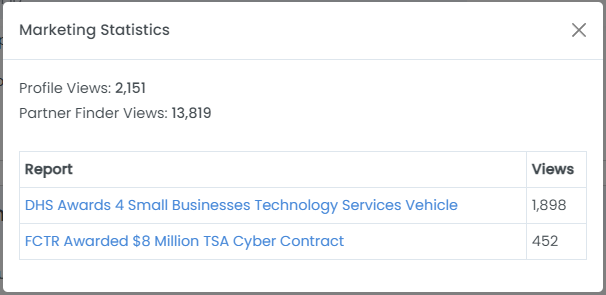 Marketing Statistics
Profile Views: 2,151
Partner Finder Views: 13,819
Report Views
DHS Awards 4 Small Businesses Technology Services Vehicle 1,898
FCTR Awarded $8 Million TSA Cyber Contract 452